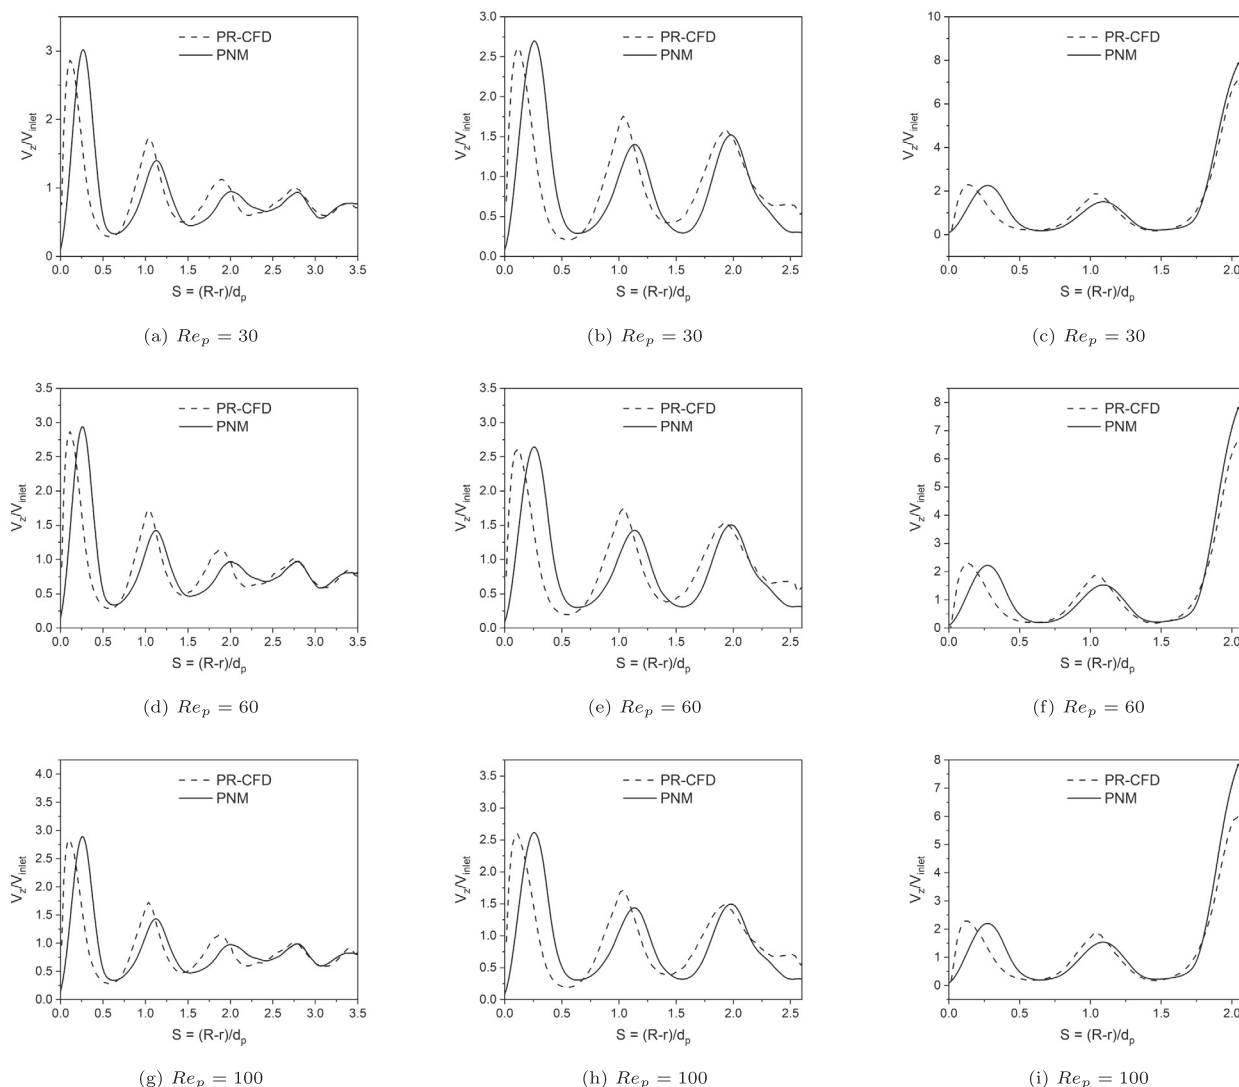 3
2
1
0
0.0 0.5 1.0 1.5 2.0 2.5 3.0 3.5
V_z/V_inlet
S = (R-r)/d_p
PR-CFD
PNM
(a) Re_p = 30
3.0
2.5
2.0
1.5
1.0
0.5
0.0
0.0 0.5 1.0 1.5 2.0 2.5
V_z/V_inlet
S = (R-r)/d_p
PR-CFD
PNM
(b) Re_p = 30
10
8
6
4
2
0
0.0 0.5 1.0 1.5 2.0
V_z/V_inlet
S = (R-r)/d_p
PR-CFD
PNM
(c) Re_p = 30
3.5
3.0
2.5
2.0
1.5
1.0
0.5
0.0
0.0 0.5 1.0 1.5 2.0 2.5 3.0 3.5
V_z/V_inlet
S = (R-r)/d_p
PR-CFD
PNM
(d) Re_p = 60
3.5
3.0
2.5
2.0
1.5
1.0
0.5
0.0
0.0 0.5 1.0 1.5 2.0 2.5
V_z/V_inlet
S = (R-r)/d_p
PR-CFD
PNM
(e) Re_p = 60
8
7
6
5
4
3
2
1
0
0.0 0.5 1.0 1.5 2.0
V_z/V_inlet
S = (R-r)/d_p
PR-CFD
PNM
(f) Re_p = 60
4.0
3.5
3.0
2.5
2.0
1.5
1.0
0.5
0.0
0.0 0.5 1.0 1.5 2.0 2.5 3.0 3.5
V_z/V_inlet
S = (R-r)/d_p
PR-CFD
PNM
(g) Re_p = 100
3.5
3.0
2.5
2.0
1.5
1.0
0.5
0.0
0.0 0.5 1.0 1.5 2.0 2.5
V_z/V_inlet
S = (R-r)/d_p
PR-CFD
PNM
(h) Re_p = 100
8
7
6
5
4
3
2
1
0
0.0 0.5 1.0 1.5 2.0
V_z/V_inlet
S = (R-r)/d_p
PR-CFD
PNM
(i) Re_p = 100